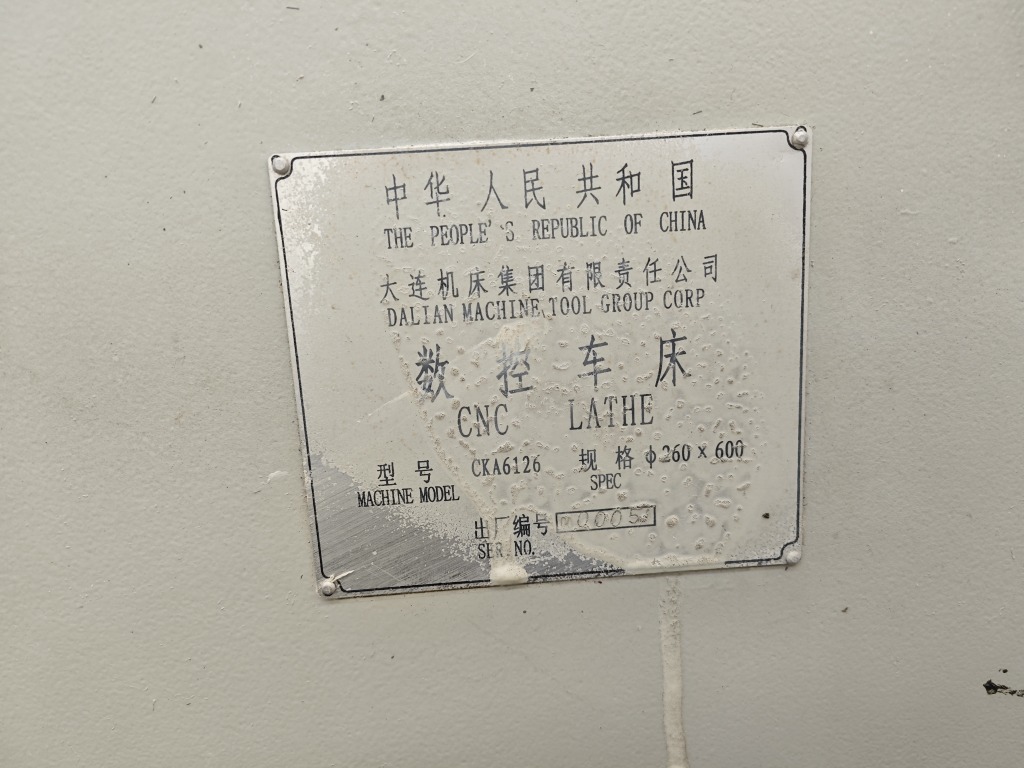 中华人民共和国
THE PEOPLE'S REPUBLIC OF CHINA
大连机床集团有限责任公司
DALIAN MACHINE TOOL GROUP CORP
数控车床
CNC LATHE
型号 CKA6126 规格 φ260×600
MACHINE MODEL SPEC
出厂编号
SER.NO.